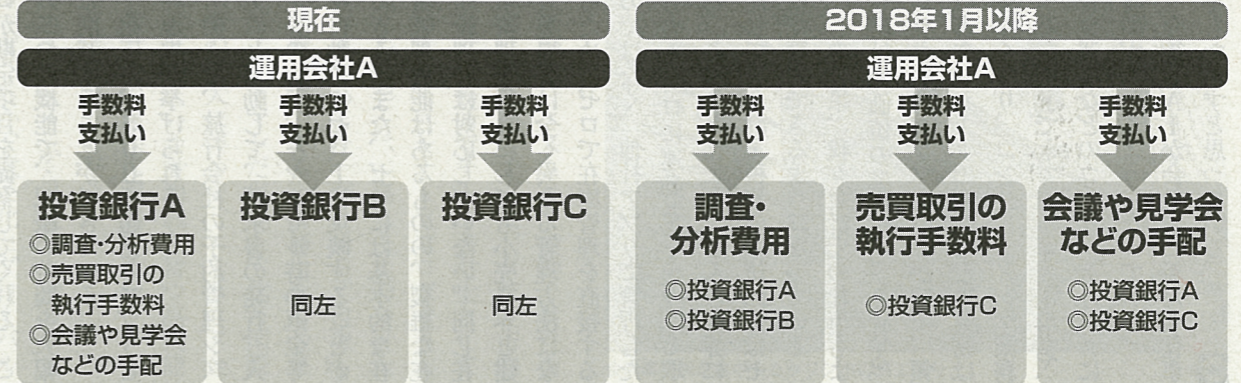 現在
運用会社A
手数料
支払い
手数料
支払い
手数料
支払い
投資銀行A
◎調査・分析費用
◎売買取引の
執行手数料
◎会議や見学会
などの手配
投資銀行B
同左
投資銀行C
同左
2018年1月以降
運用会社A
手数料
支払い
手数料
支払い
手数料
支払い
調査・
分析費用
◎投資銀行A
◎投資銀行B
売買取引の
執行手数料
◎投資銀行C
会議や見学会
などの手配
◎投資銀行A
◎投資銀行C